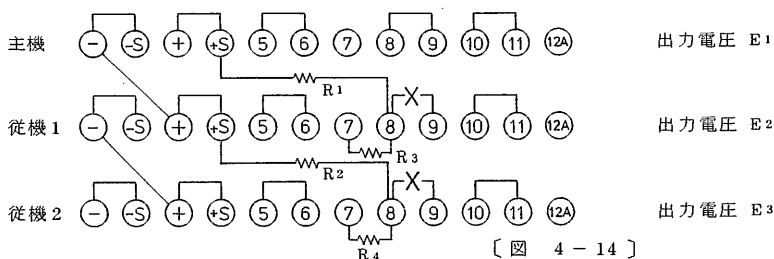 主機 − -S + +S 5 6 7 8 9 10 11 12A 出力電圧 E1
R1
従機1 − -S + +S 5 6 7 8 9 10 11 12A 出力電圧 E2
R3
R2
従機2 − -S + +S 5 6 7 8 9 10 11 12A 出力電圧 E3
R4
〔図 4-14〕